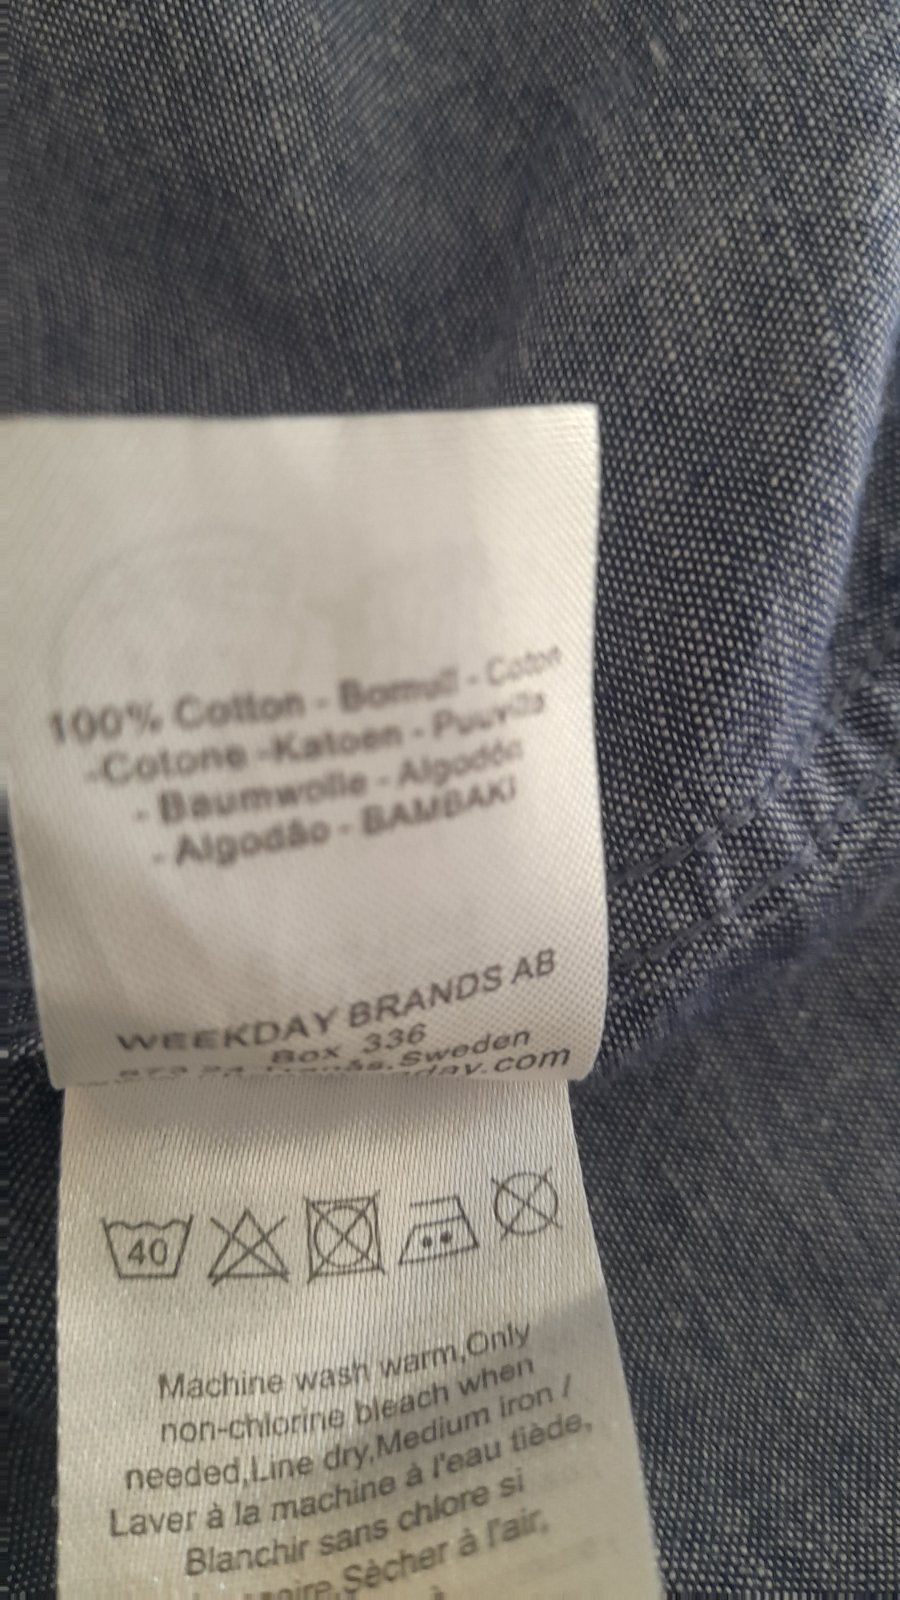 100% Cotton - Bomull - Coton
-Cotone -Katoen - Puuvilla
- Baumwolle - Algodón
- Algodão - BAMBAKI
WEEKDAY BRANDS AB
Box 336
Tranås, Sweden
40
Machine wash warm,Only
non-chlorine bleach when
needed,Line dry,Medium iron /
Laver à la machine à l'eau tiède,
Blanchir sans chlore si
Sècher à l'air,
à